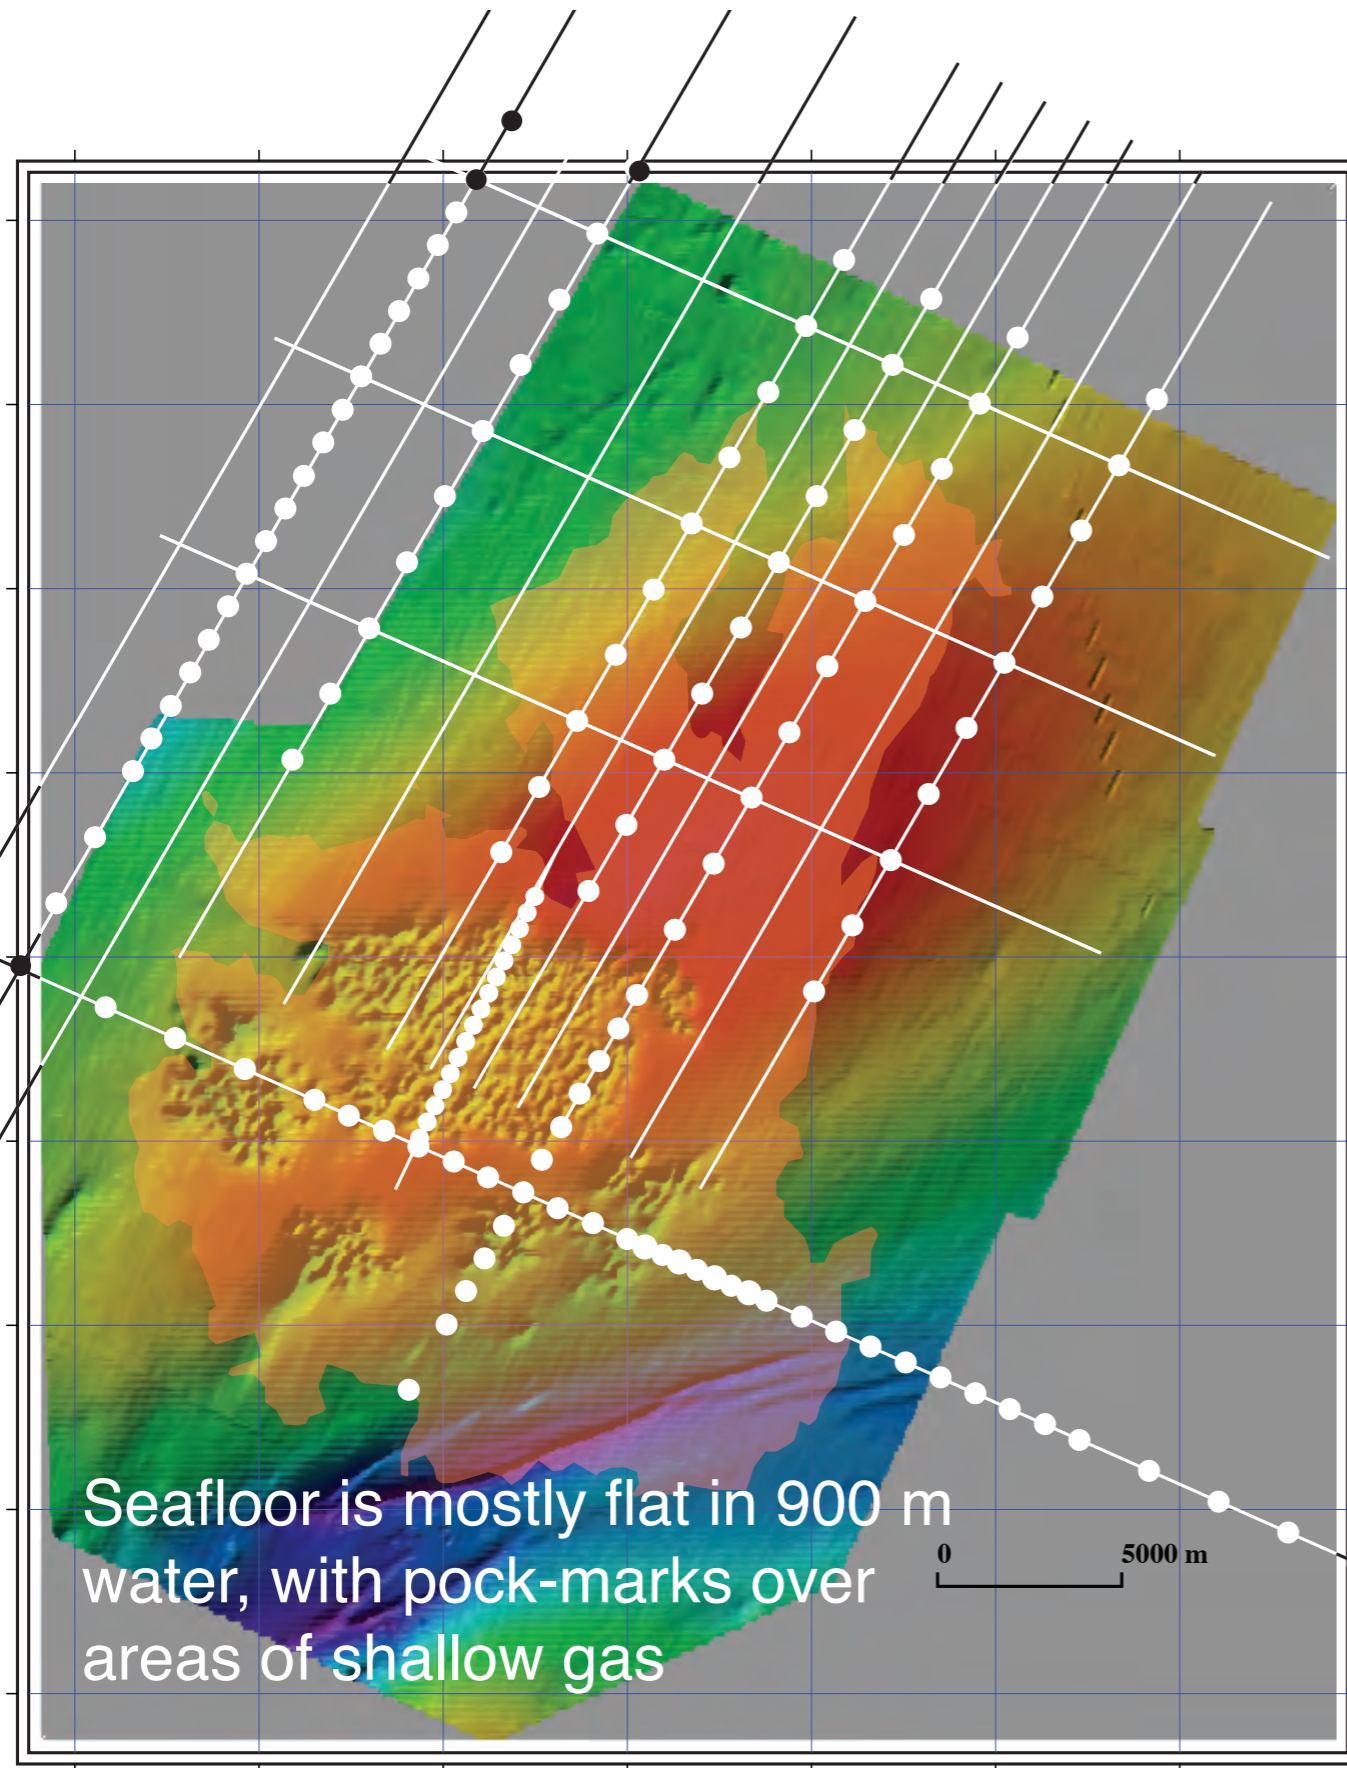 Seafloor is mostly flat in 900 m
water, with pock-marks over
areas of shallow gas
0 5000 m